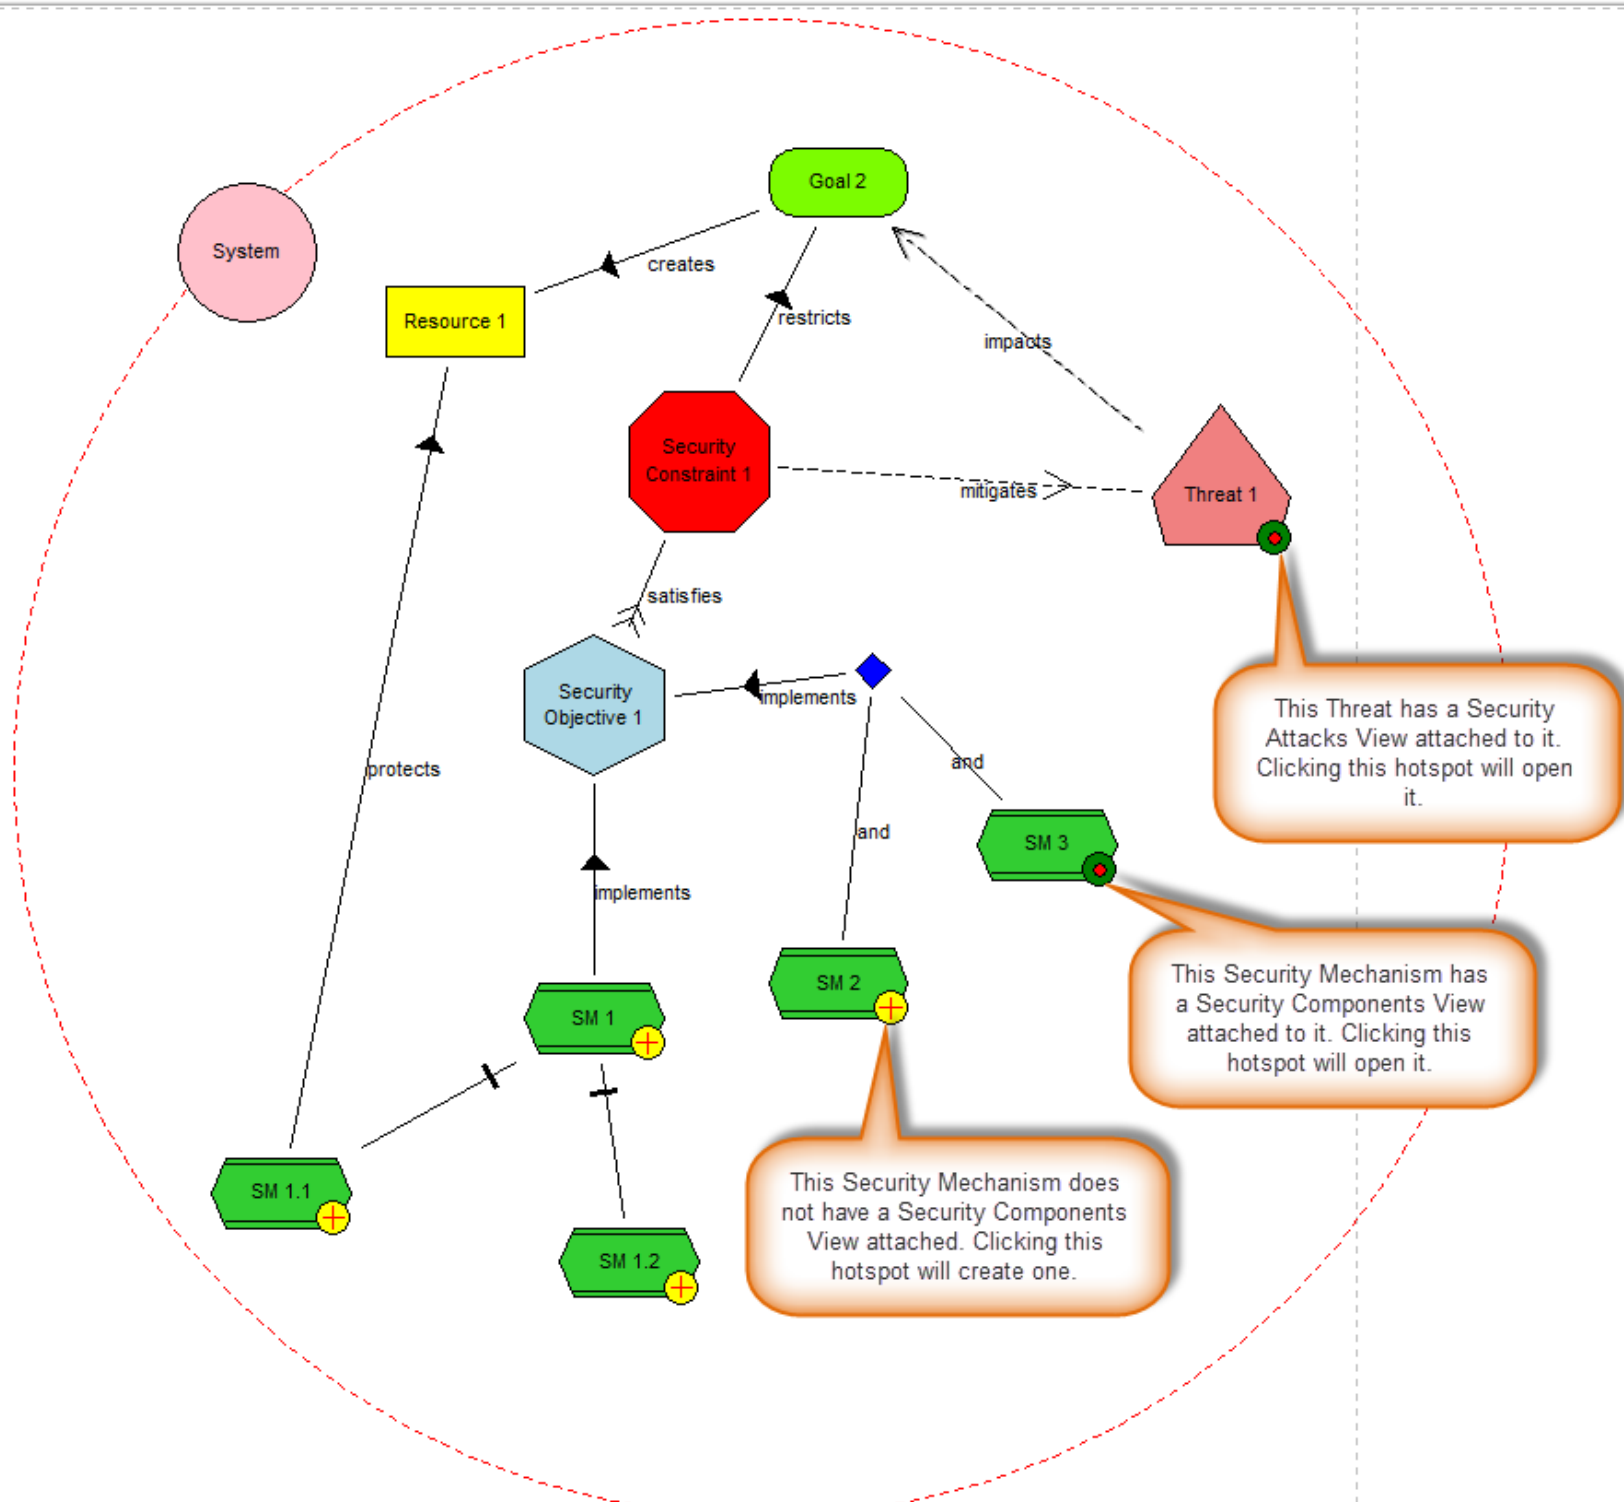 Goal 2
System
creates
Resource 1
restricts
impacts
Security
Constraint 1
mitigates
Threat 1
satisfies
Security
Objective 1
implements
This Threat has a Security
Attacks View attached to it.
Clicking this hotspot will open
it.
protects
and
and
SM 3
implements
SM 2
This Security Mechanism has
a Security Components View
attached to it. Clicking this
hotspot will open it.
SM 1
SM 1.1
This Security Mechanism does
not have a Security Components
View attached. Clicking this
hotspot will create one.
SM 1.2